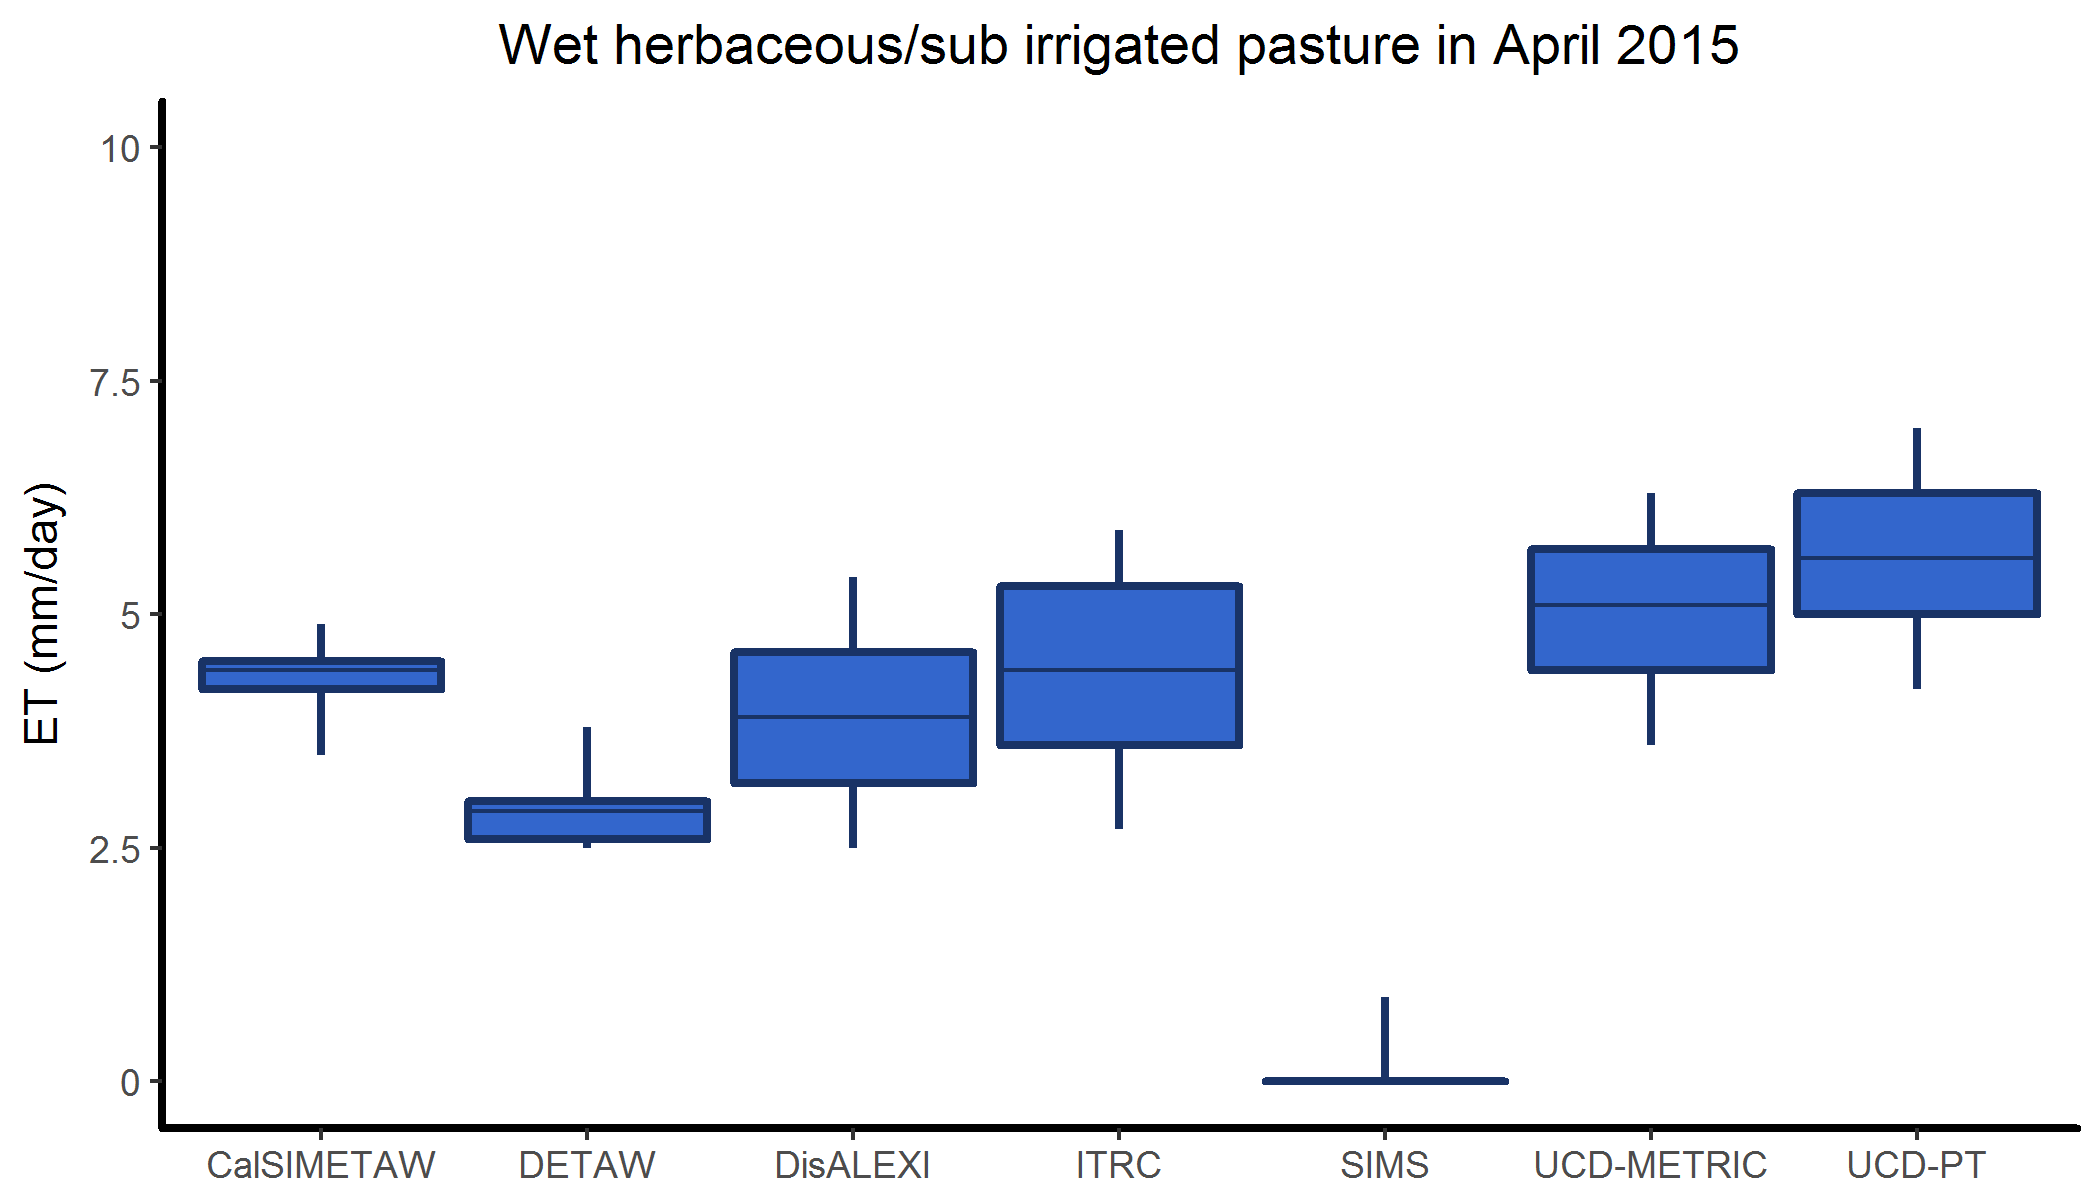 Wet herbaceous/sub irrigated pasture in April 2015
10
7.5
5
2.5
0
ET (mm/day)
CalSIMETAW DETAW DisALEXI ITRC SIMS UCD-METRIC UCD-PT